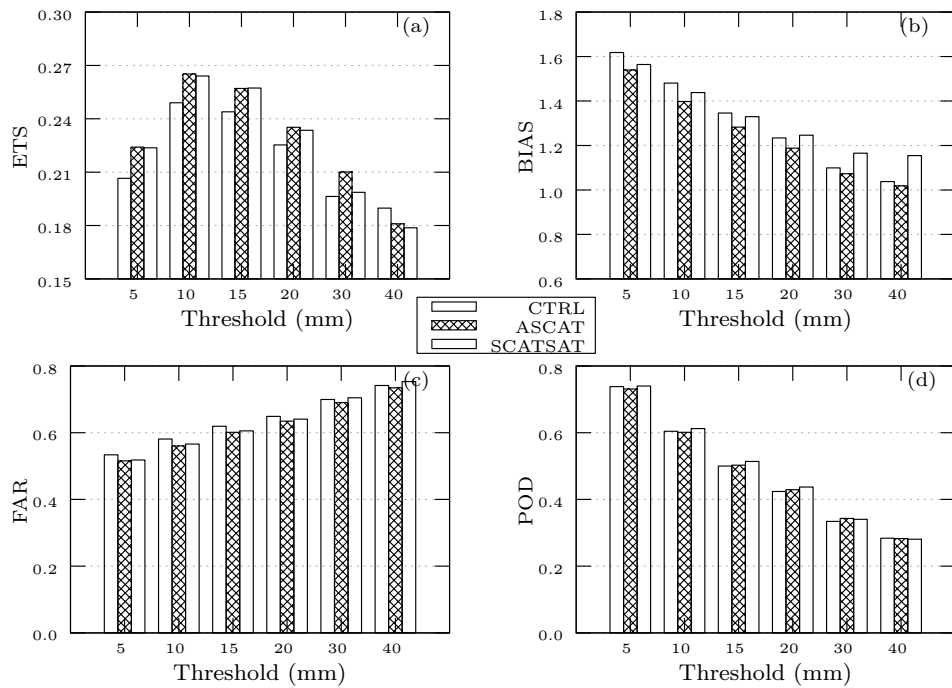 (a)
0.30
0.27
0.24
0.21
0.18
0.15
ETS
5 10 15 20 30 40
Threshold (mm)
(b)
1.8
1.6
1.4
1.2
1.0
0.8
0.6
BIAS
5 10 15 20 30 40
Threshold (mm)
CTRL
ASCAT
SCATSAT
(c)
0.8
0.6
0.4
0.2
0.0
FAR
5 10 15 20 30 40
Threshold (mm)
(d)
0.8
0.6
0.4
0.2
0.0
POD
5 10 15 20 30 40
Threshold (mm)